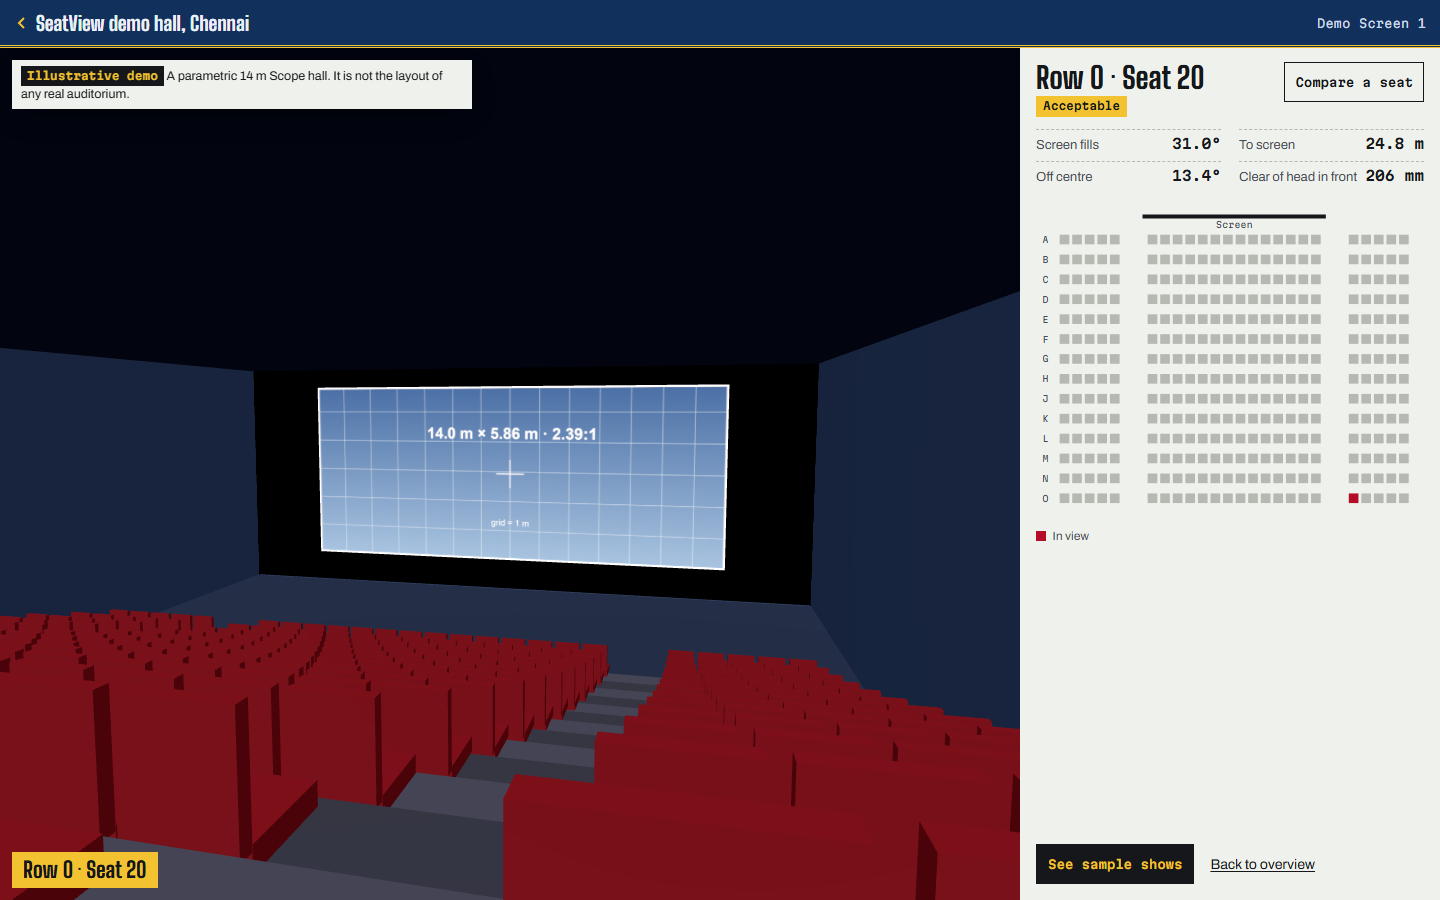 SeatView demo hall, Chennai
Demo Screen 1
Illustrative demo A parametric 14 m Scope hall. It is not the layout of
any real auditorium.
14.0 m × 5.86 m · 2.39:1
grid = 1 m
Row O · Seat 20
Row O · Seat 20
Acceptable
Compare a seat
Screen fills 31.0°
To screen 24.8 m
Off centre 13.4°
Clear of head in front 206 mm
Screen
A
B
C
D
E
F
G
H
J
K
L
M
N
O
In view
See sample shows
Back to overview